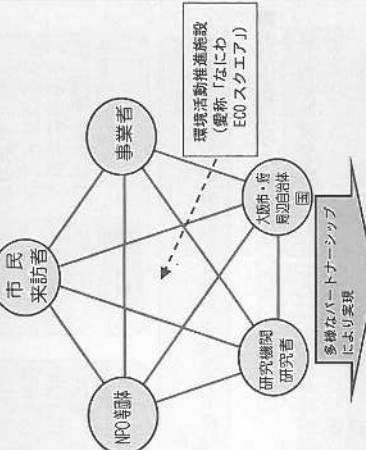 市民
来訪者
事業者
環境活動推進施設
(愛称「なにわ
ECOスクエア」)
NPO等団体
大阪市・府
周辺自治体
国
研究機関
研究者
多様なパートナーシップ
により実現